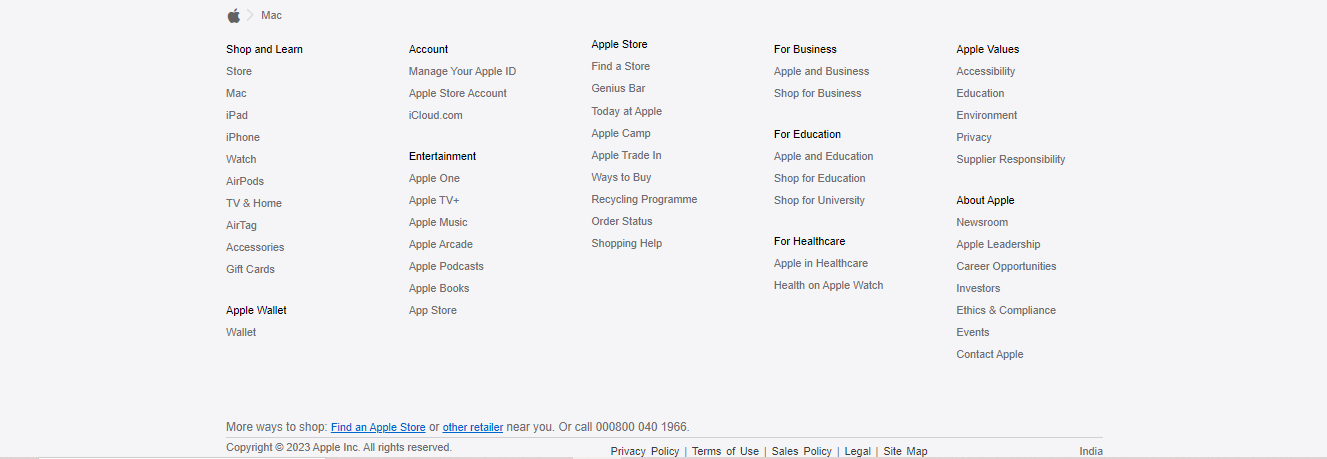 Mac
Shop and Learn
Store
Mac
iPad
iPhone
Watch
AirPods
TV & Home
AirTag
Accessories
Gift Cards
Apple Wallet
Wallet
Account
Manage Your Apple ID
Apple Store Account
iCloud.com
Entertainment
Apple One
Apple TV+
Apple Music
Apple Arcade
Apple Podcasts
Apple Books
App Store
Apple Store
Find a Store
Genius Bar
Today at Apple
Apple Camp
Apple Trade In
Ways to Buy
Recycling Programme
Order Status
Shopping Help
For Business
Apple and Business
Shop for Business
For Education
Apple and Education
Shop for Education
Shop for University
For Healthcare
Apple in Healthcare
Health on Apple Watch
Apple Values
Accessibility
Education
Environment
Privacy
Supplier Responsibility
About Apple
Newsroom
Apple Leadership
Career Opportunities
Investors
Ethics & Compliance
Events
Contact Apple
More ways to shop: Find an Apple Store or other retailer near you. Or call 000800 040 1966.
Copyright © 2023 Apple Inc. All rights reserved.
Privacy Policy | Terms of Use | Sales Policy | Legal | Site Map
India